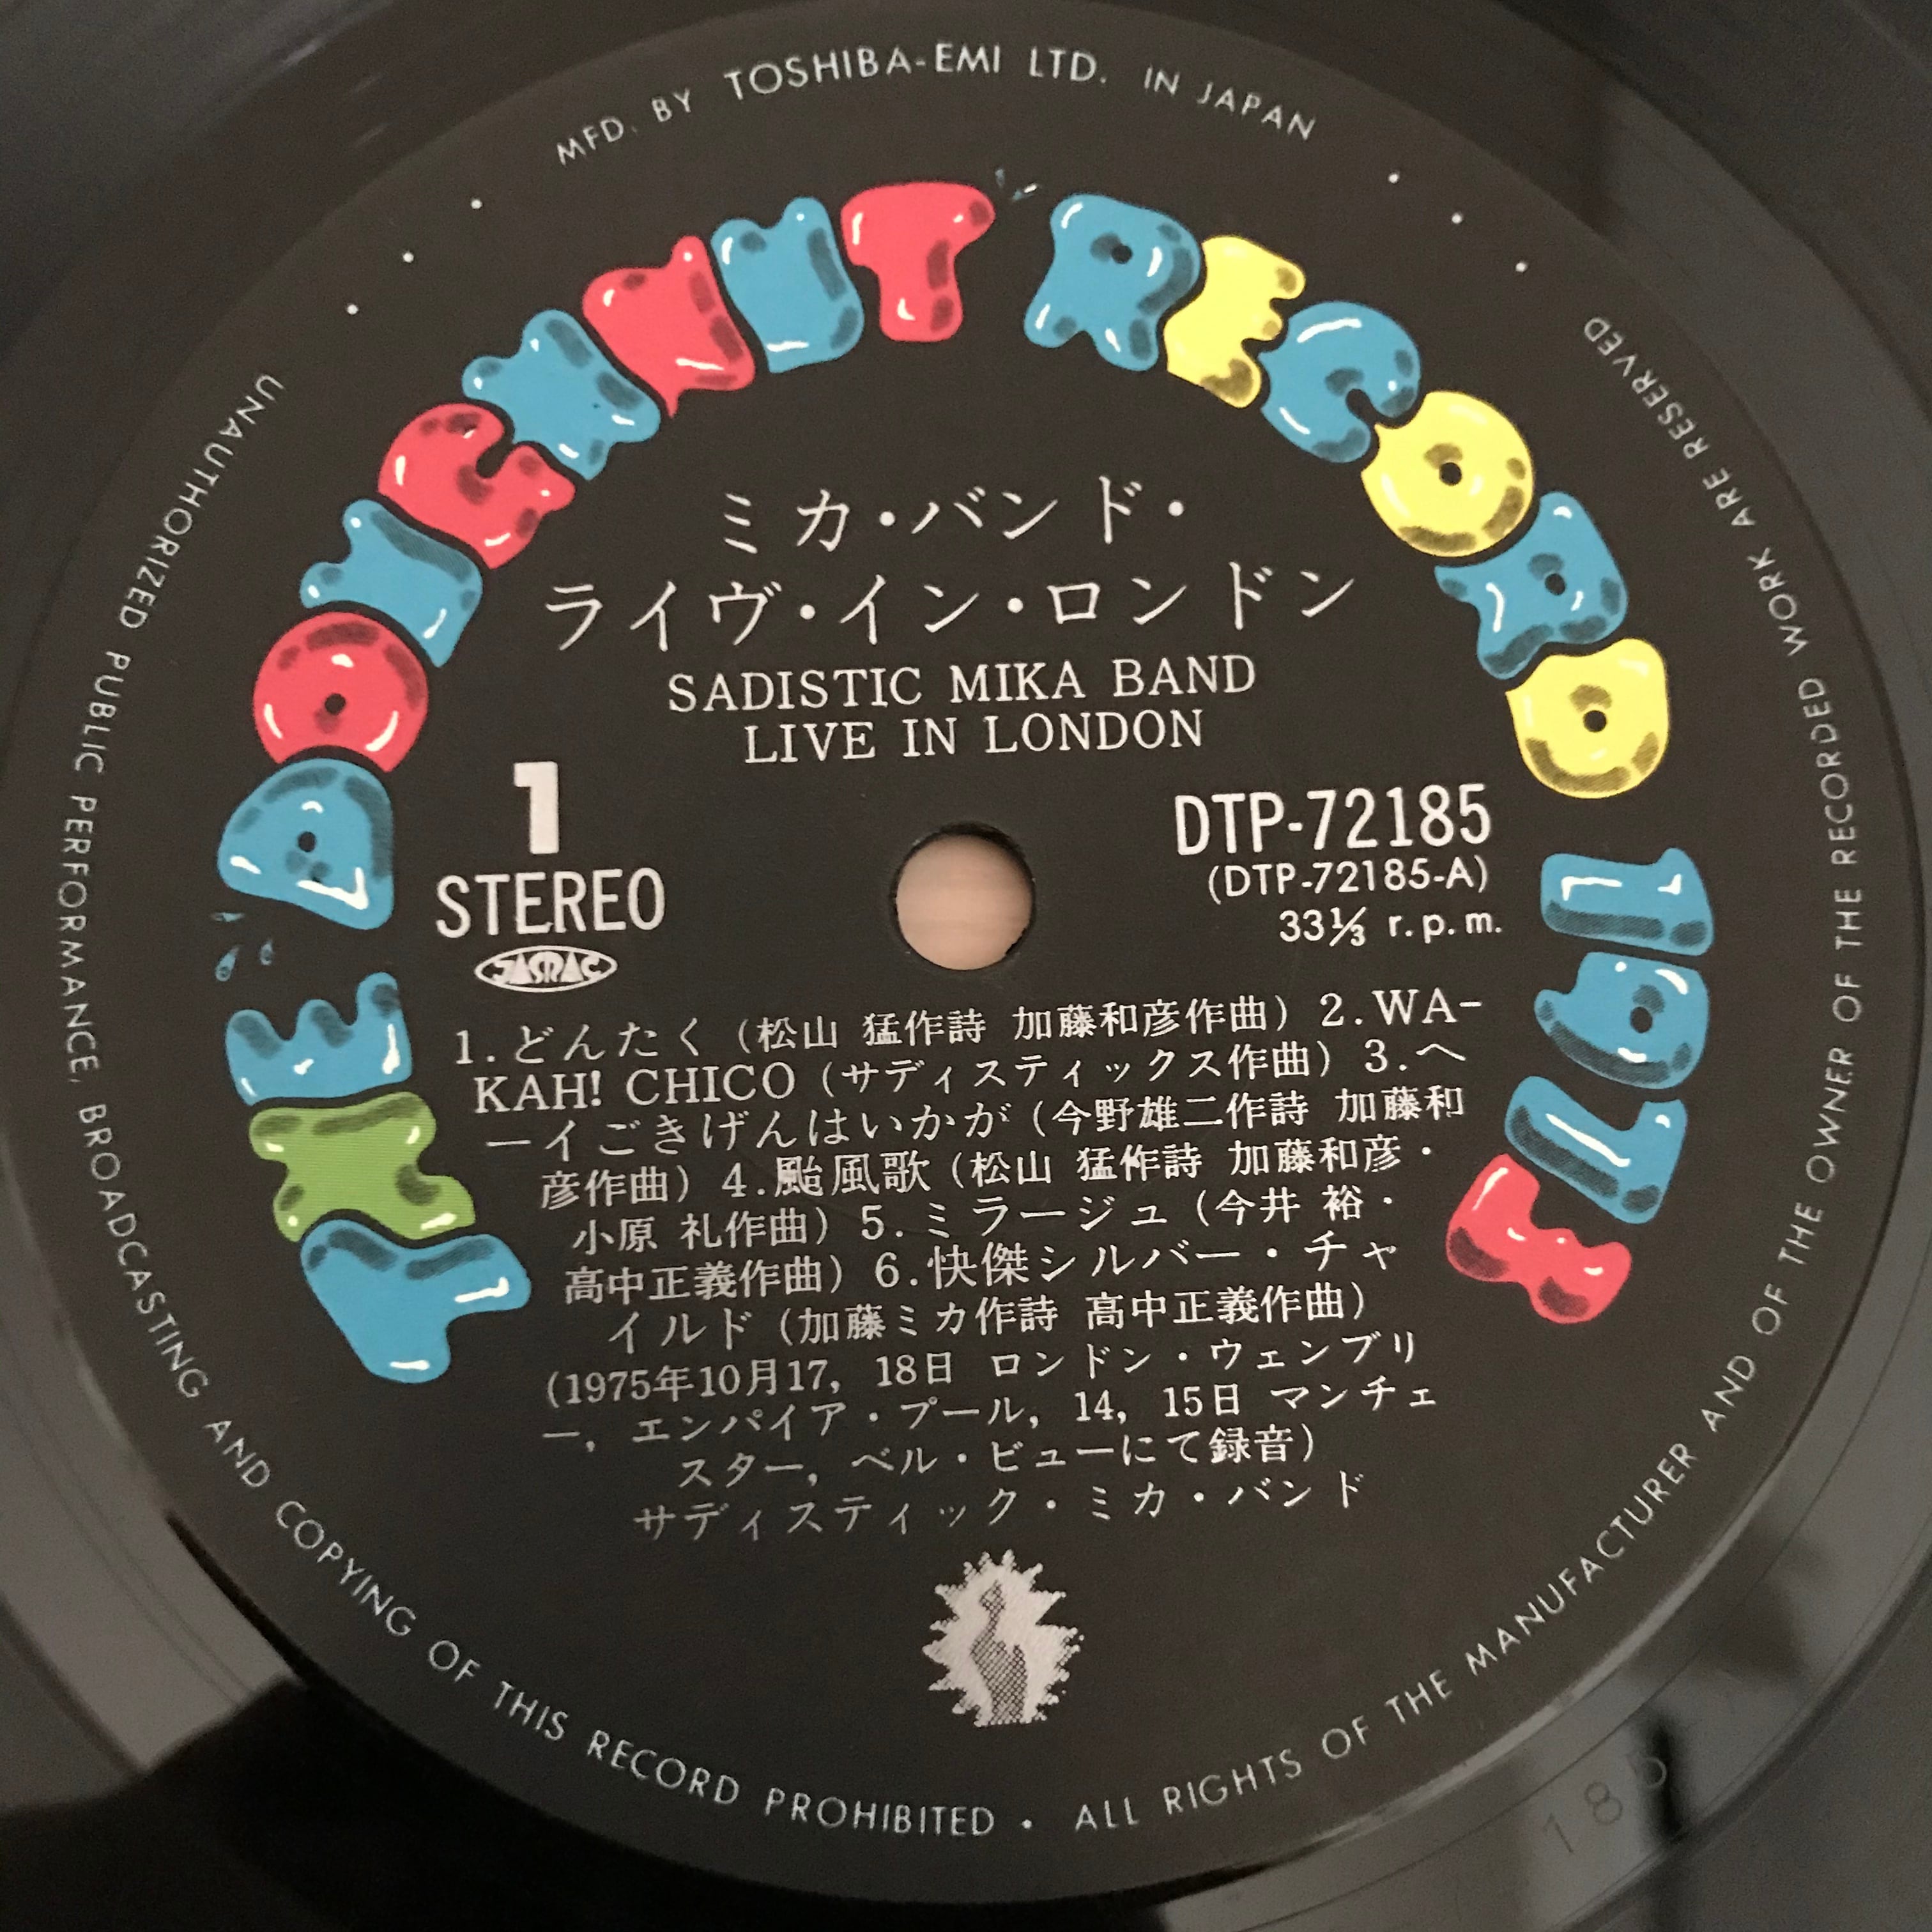 MFD. BY TOSHIBA-EMI LTD. IN JAPAN
THE DOUGHNUT RECORD 1973
ミカ・バンド・
ライヴ・イン・ロンドン
SADISTIC MIKA BAND
LIVE IN LONDON
1
STEREO
JASRAC
DTP-72185
(DTP-72185-A)
33⅓ r.p.m.
1.どんたく(松山 猛作詩 加藤和彦作曲) 2.WA-
KAH! CHICO(サディスティックス作曲) 3.ヘ
ーイごきげんはいかが(今野雄二作詩 加藤和
彦作曲) 4.颱風歌(松山 猛作詩 加藤和彦・
小原 礼作曲) 5.ミラージュ(今井 裕・
高中正義作曲) 6.快傑シルバー・チャ
イルド(加藤ミカ作詩 高中正義作曲)
(1975年10月17, 18日 ロンドン・ウェンブリ
ー, エンパイア・プール, 14, 15日 マンチェ
スター, ベル・ビューにて録音)
サディスティック・ミカ・バンド
UNAUTHORIZED PUBLIC PERFORMANCE, BROADCASTING AND COPYING OF THIS RECORD PROHIBITED • ALL RIGHTS OF THE MANUFACTURER AND OF THE OWNER OF THE RECORDED WORK ARE RESERVED
185